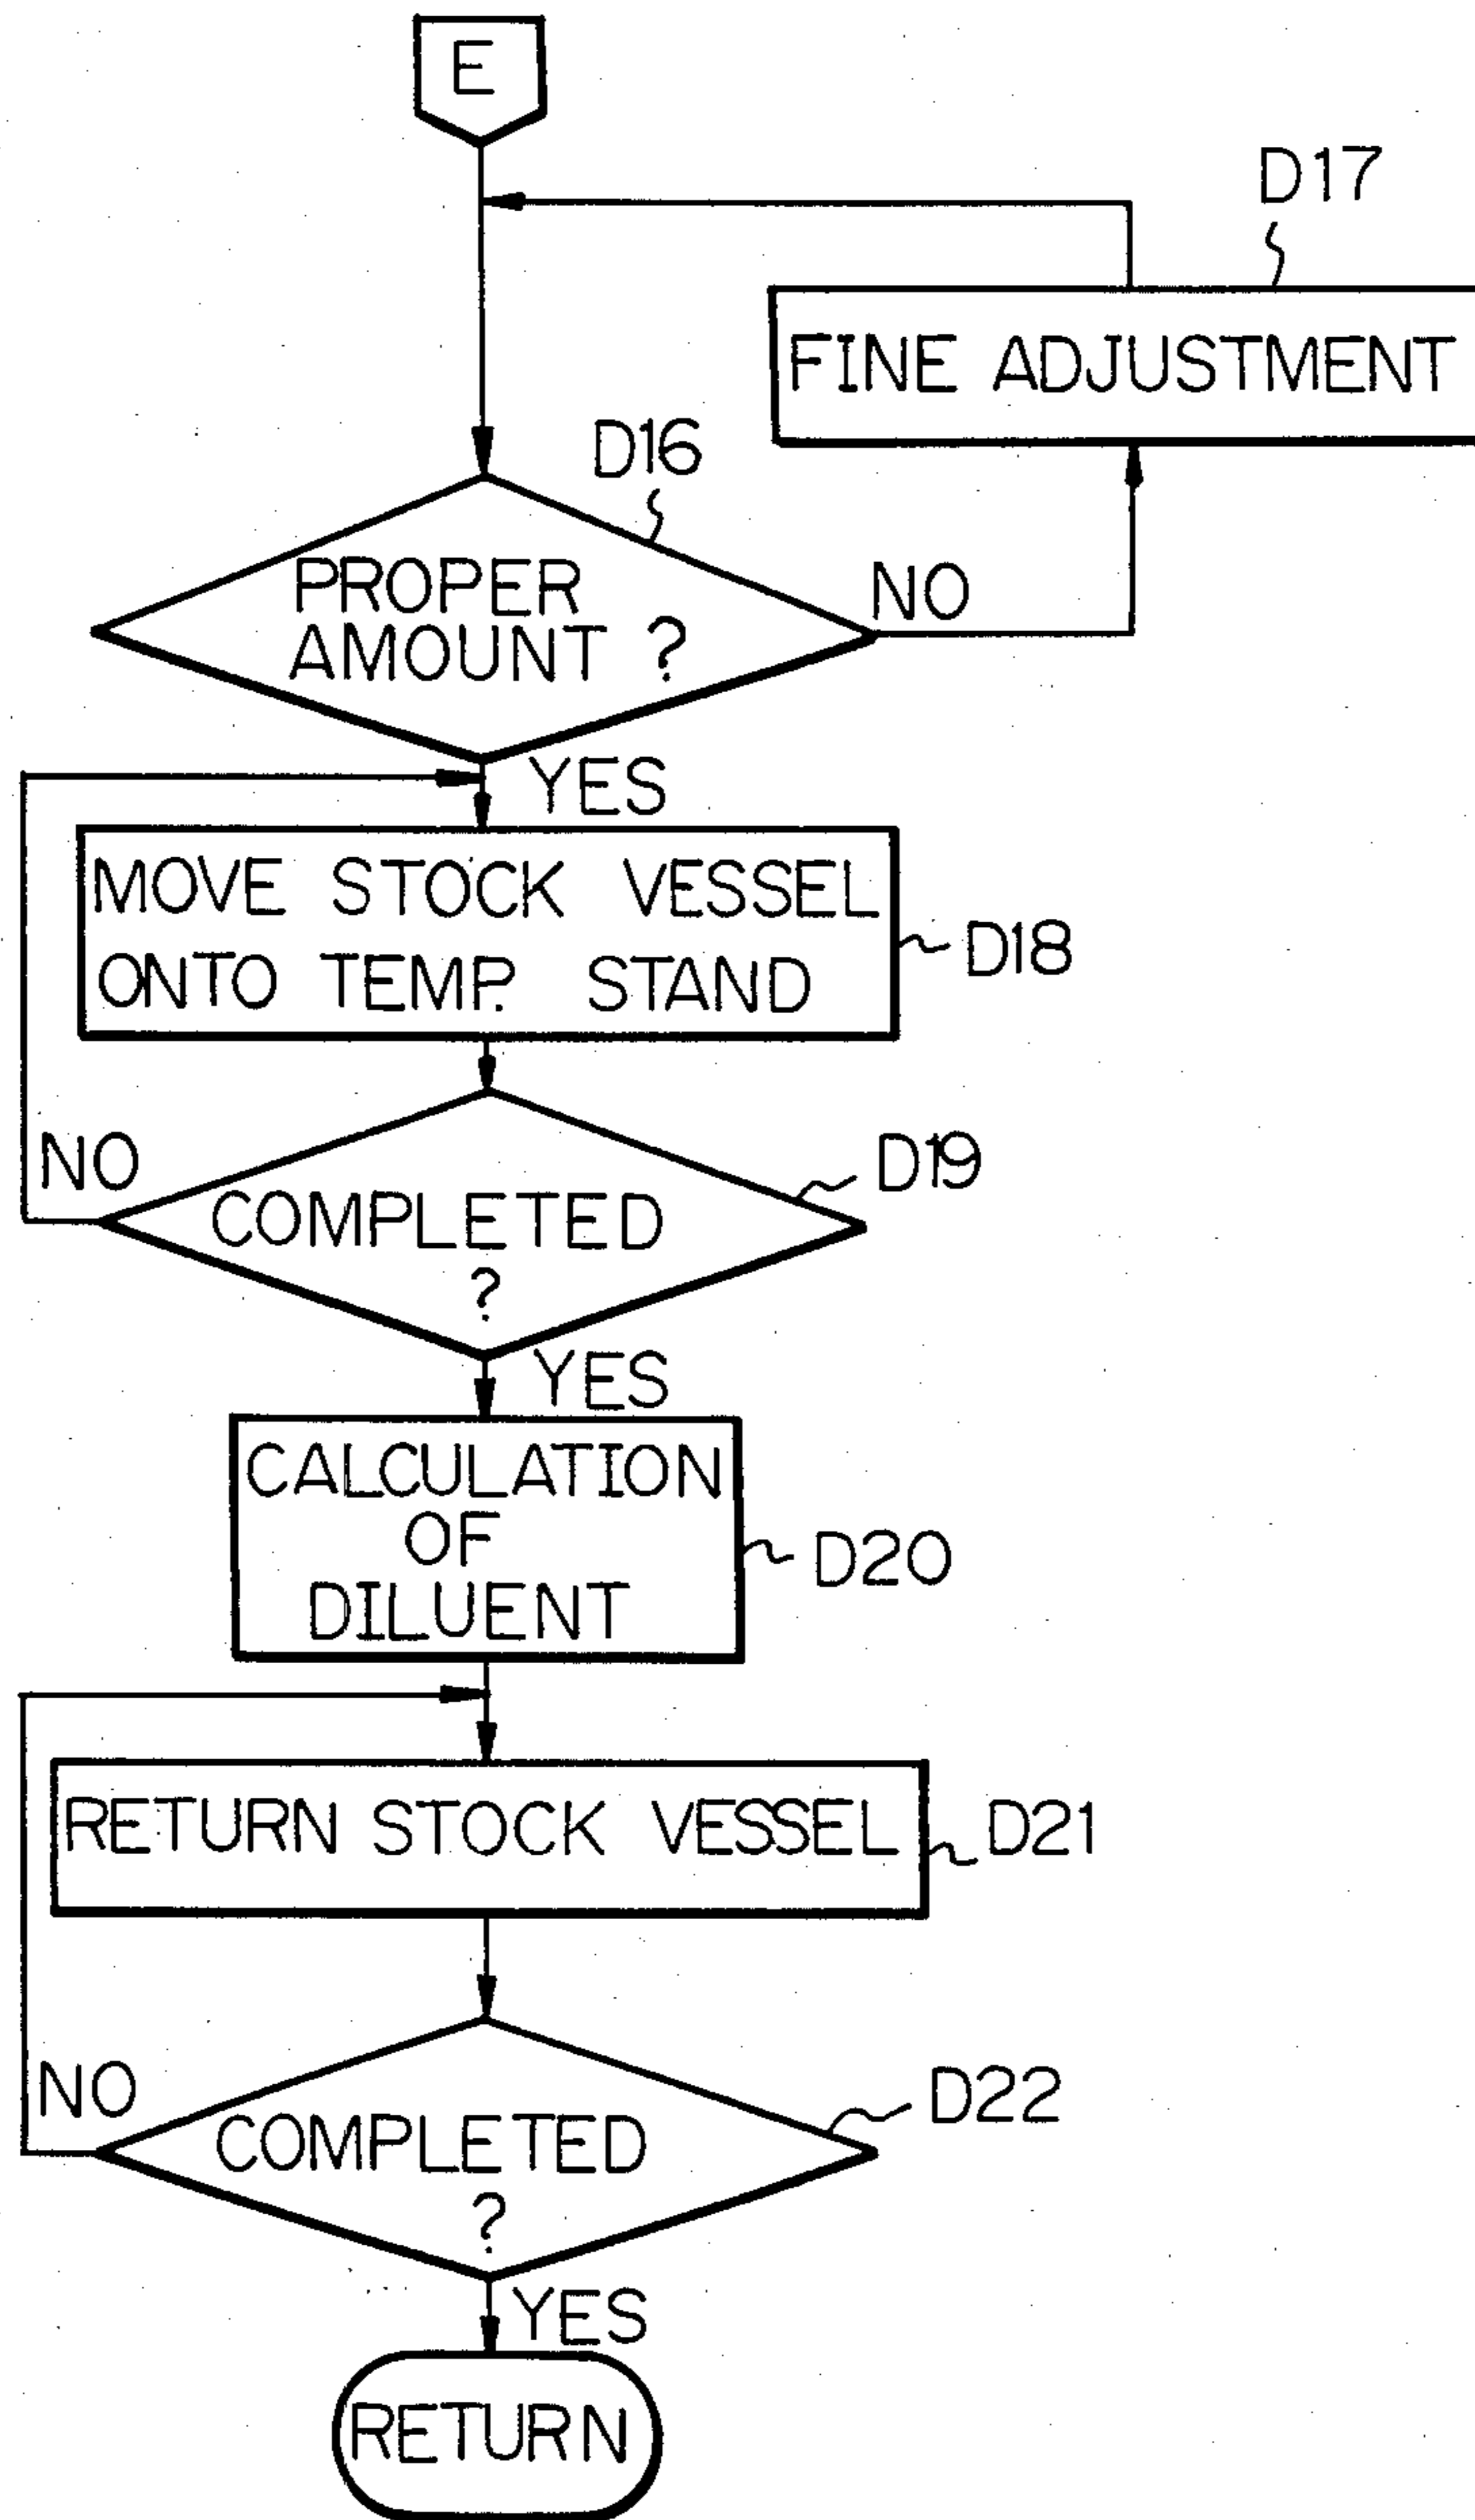 E
D17
FINE ADJUSTMENT
D16
PROPER
AMOUNT ?
NO
YES
MOVE STOCK VESSEL
ONTO TEMP. STAND
D18
NO
D19
COMPLETED
?
YES
CALCULATION
OF
DILUENT
D20
RETURN STOCK VESSEL
D21
NO
D22
COMPLETED
?
YES
RETURN